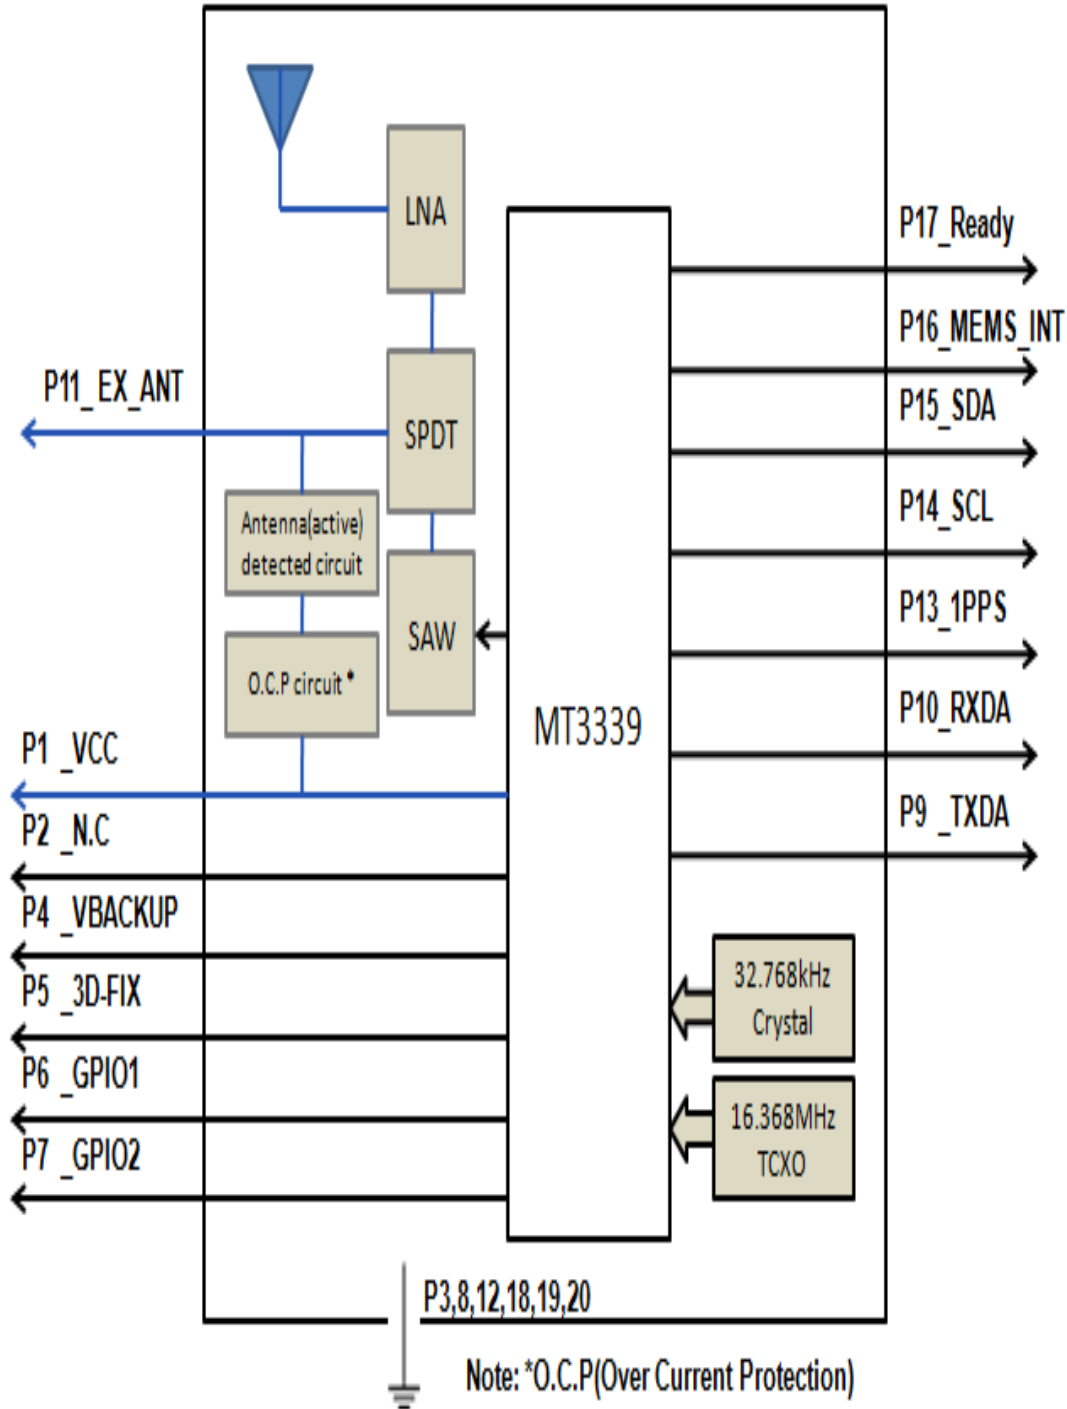 LNA
P17_Ready
P16_MEMS_INT
P11_ EX_ANT
P15_SDA
SPDT
P14_SCL
Antenna(active)
detected circuit
P13_1PPS
SAW
O.C.P circuit *
MT3339
P10_RXDA
P1 _VCC
P9 _TXDA
P2 _N.C
P4 _VBACKUP
32.768kHz
Crystal
P5 _3D-FIX
P6 _GPIO1
16.368MHz
TCXO
P7 _GPIO2
P3,8,12,18,19,20
Note: *O.C.P(Over Current Protection)